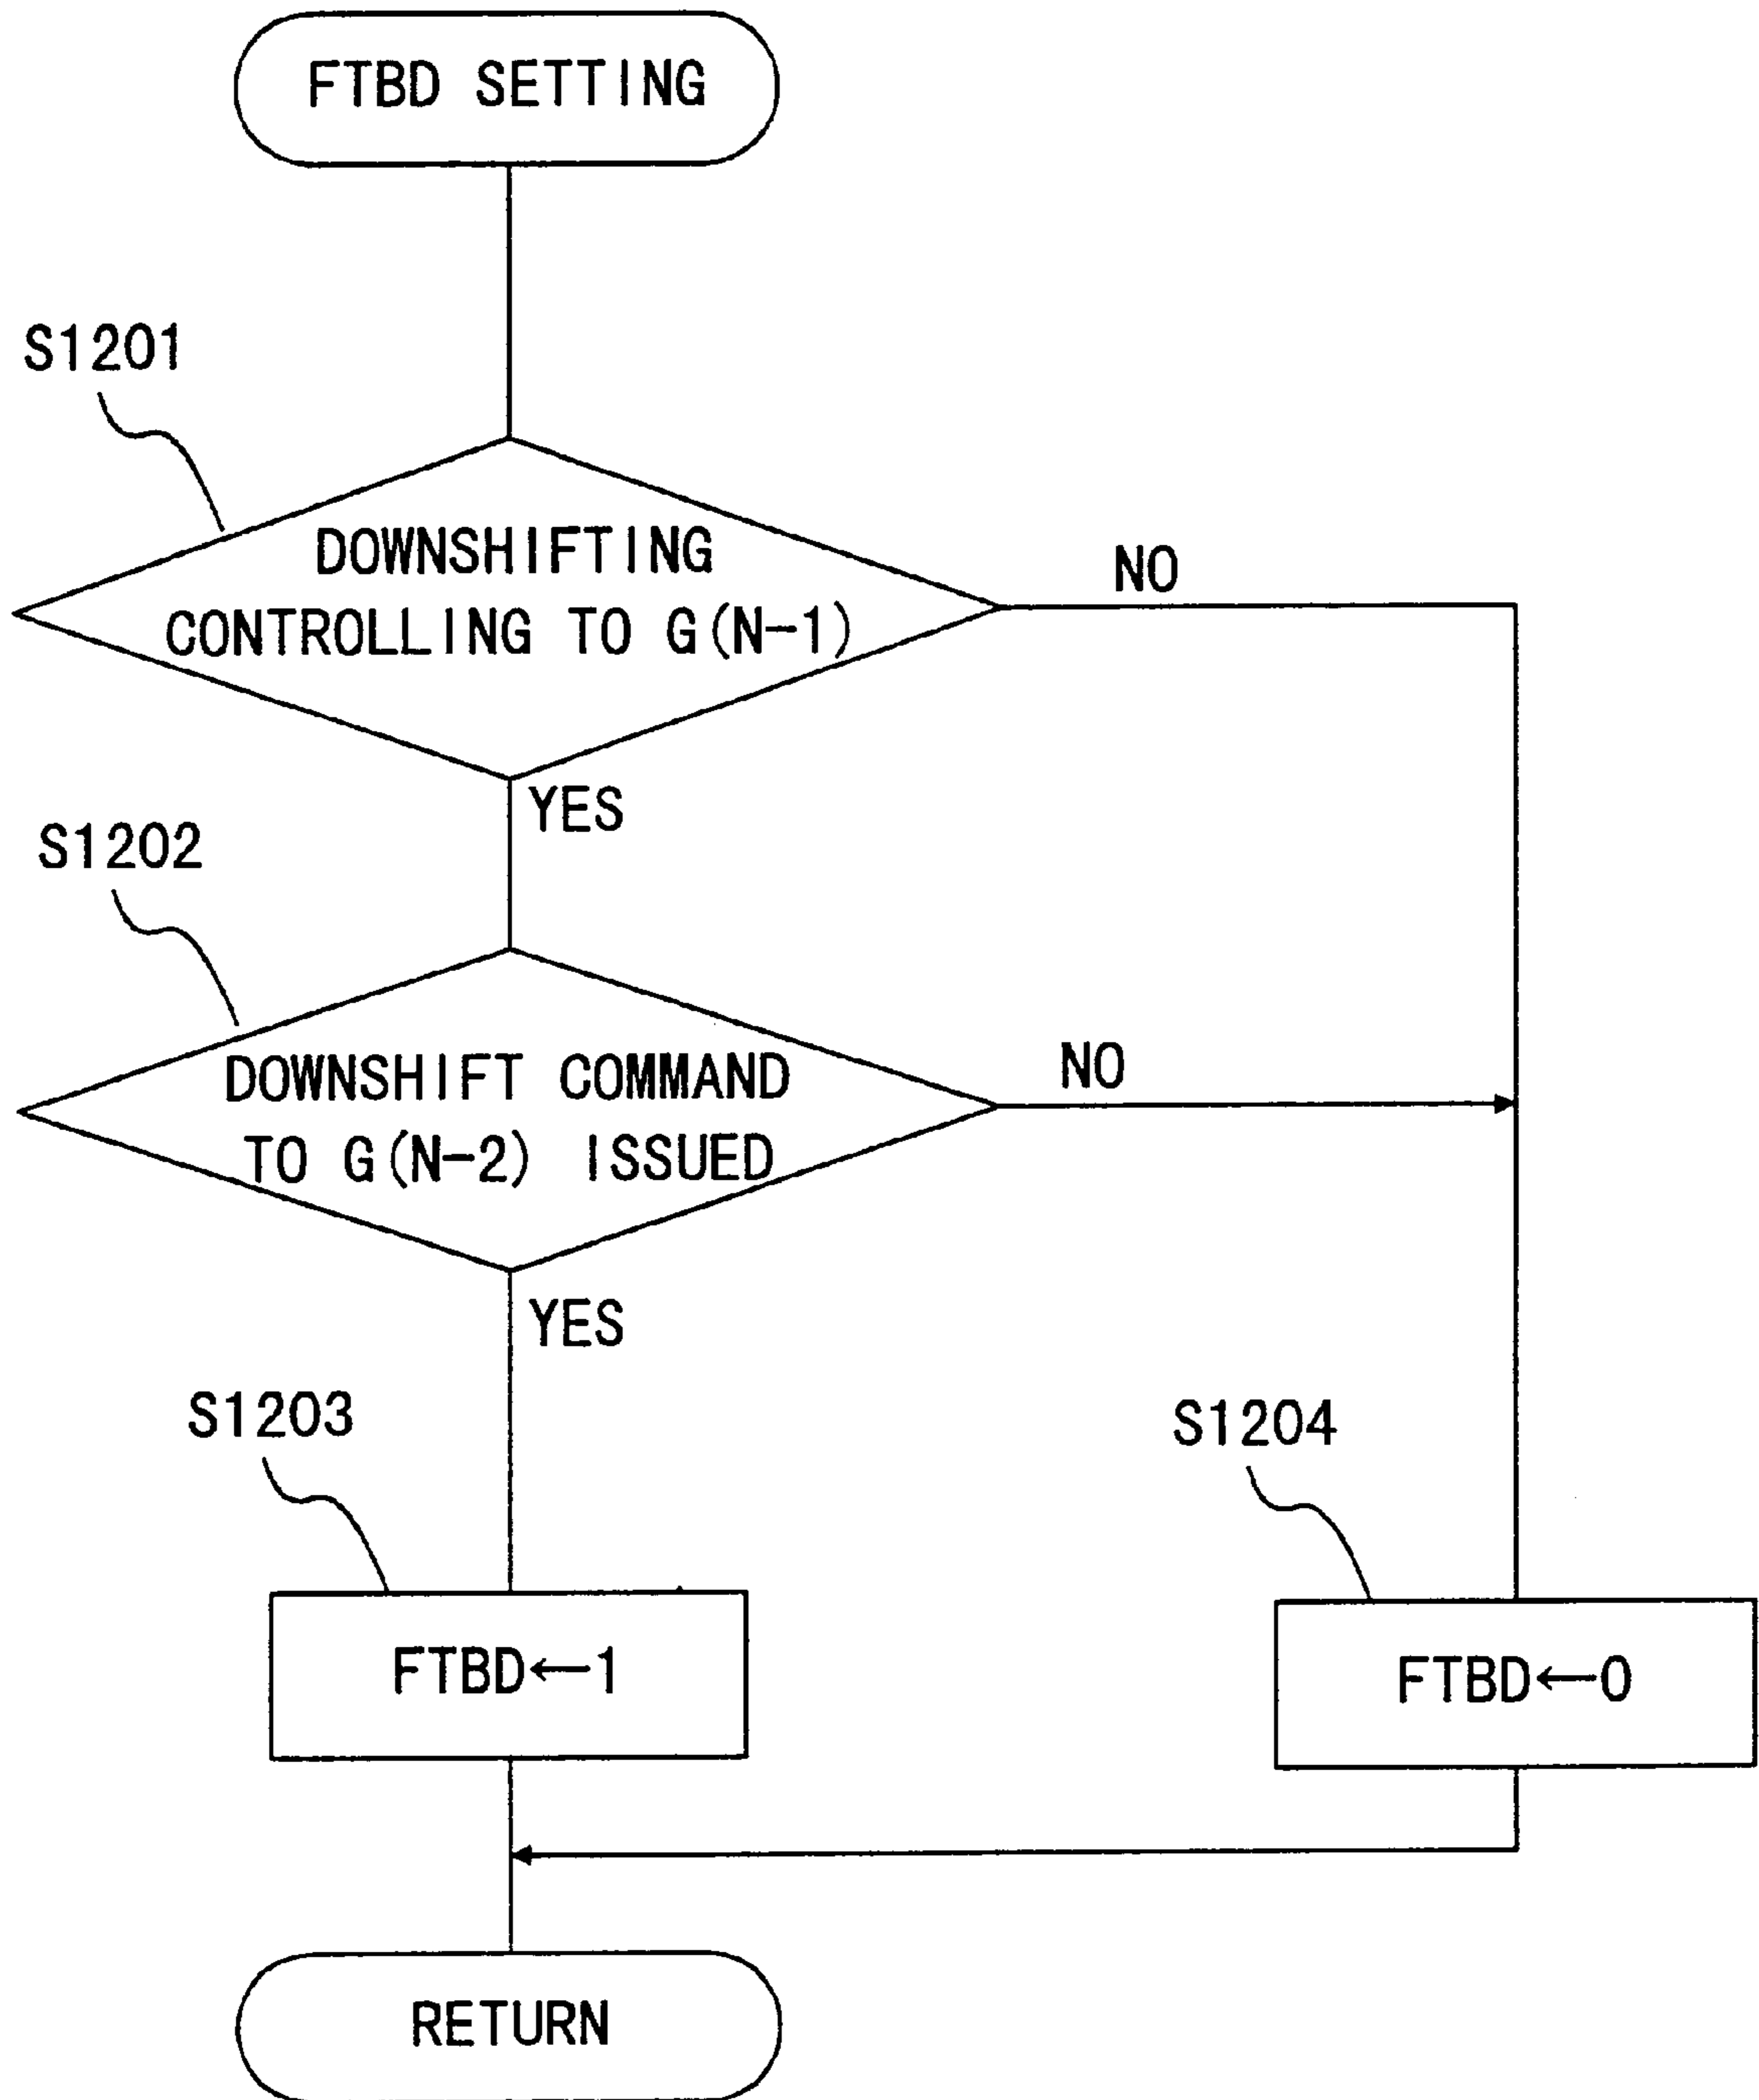 FTBD SETTING
S1201
DOWNSHIFTING
CONTROLLING TO G(N-1)
NO
YES
S1202
DOWNSHIFT COMMAND
TO G(N-2) ISSUED
NO
YES
S1203
S1204
FTBD←1
FTBD←0
RETURN